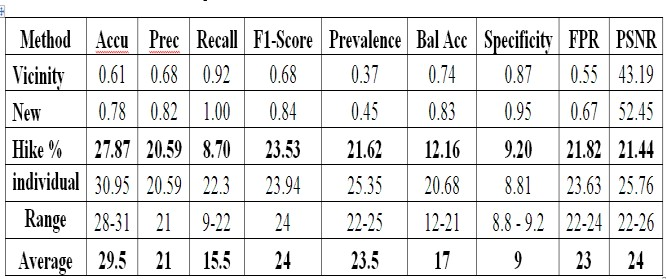 Method Accu Prec Recall F1-Score Prevalence Bal Acc Specificity FPR PSNR
Vicinity 0.61 0.68 0.92 0.68 0.37 0.74 0.87 0.55 43.19
New 0.78 0.82 1.00 0.84 0.45 0.83 0.95 0.67 52.45
Hike % 27.87 20.59 8.70 23.53 21.62 12.16 9.20 21.82 21.44
individual 30.95 20.59 22.3 23.94 25.35 20.68 8.81 23.63 25.76
Range 28-31 21 9-22 24 22-25 12-21 8.8 - 9.2 22-24 22-26
Average 29.5 21 15.5 24 23.5 17 9 23 24